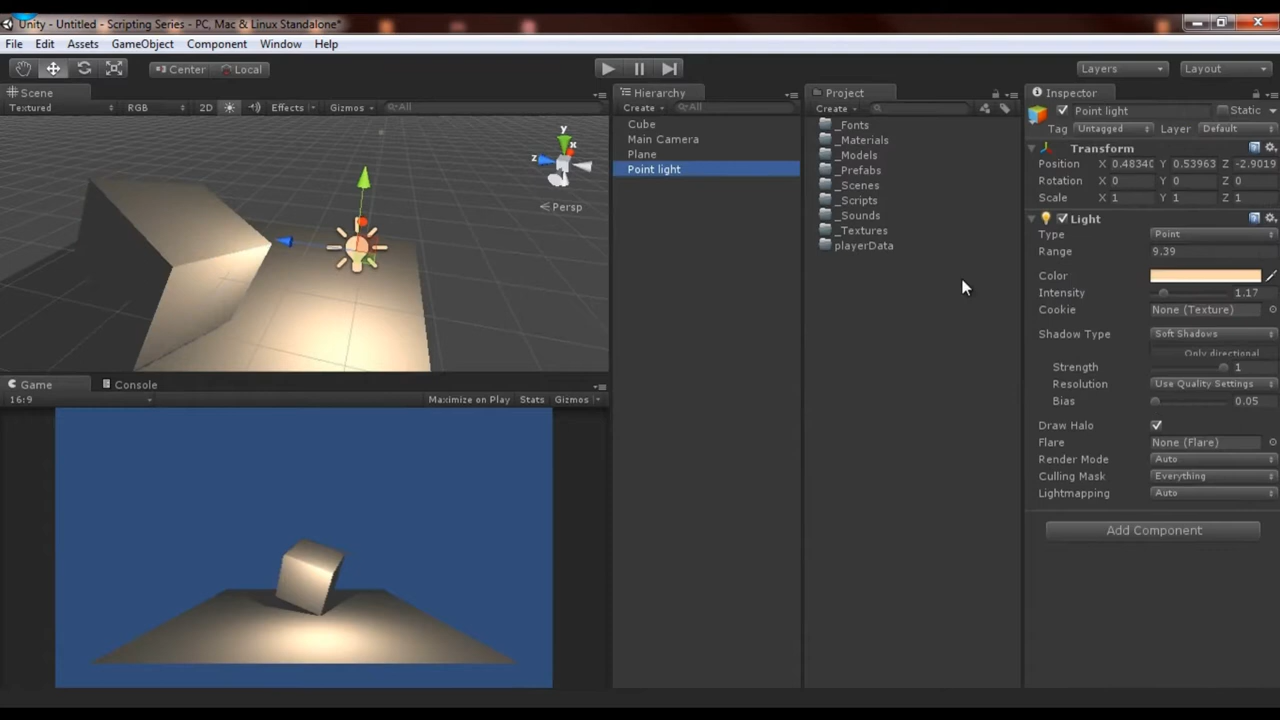 Unity - Untitled - Scripting Series - PC, Mac & Linux Standalone*
File Edit Assets GameObject Component Window Help
Center Local Layers Layout
Scene
Textured RGB 2D Effects Gizmos All
y
x
z
Persp
Game Console
16:9 Maximize on Play Stats Gizmos
Hierarchy
Create All
Cube
Main Camera
Plane
Point light
Project
Create
_Fonts
_Materials
_Models
_Prefabs
_Scenes
_Scripts
_Sounds
_Textures
playerData
Inspector
Point light Static
Tag Untagged Layer Default
Transform
Position X 0.4834 Y 0.53963 Z -2.9019
Rotation X 0 Y 0 Z 0
Scale X 1 Y 1 Z 1
Light
Type Point
Range 9.39
Color
Intensity 1.17
Cookie None (Texture)
Shadow Type Soft Shadows
Only directional
Strength 1
Resolution Use Quality Settings
Bias 0.05
Draw Halo
Flare None (Flare)
Render Mode Auto
Culling Mask Everything
Lightmapping Auto
Add Component